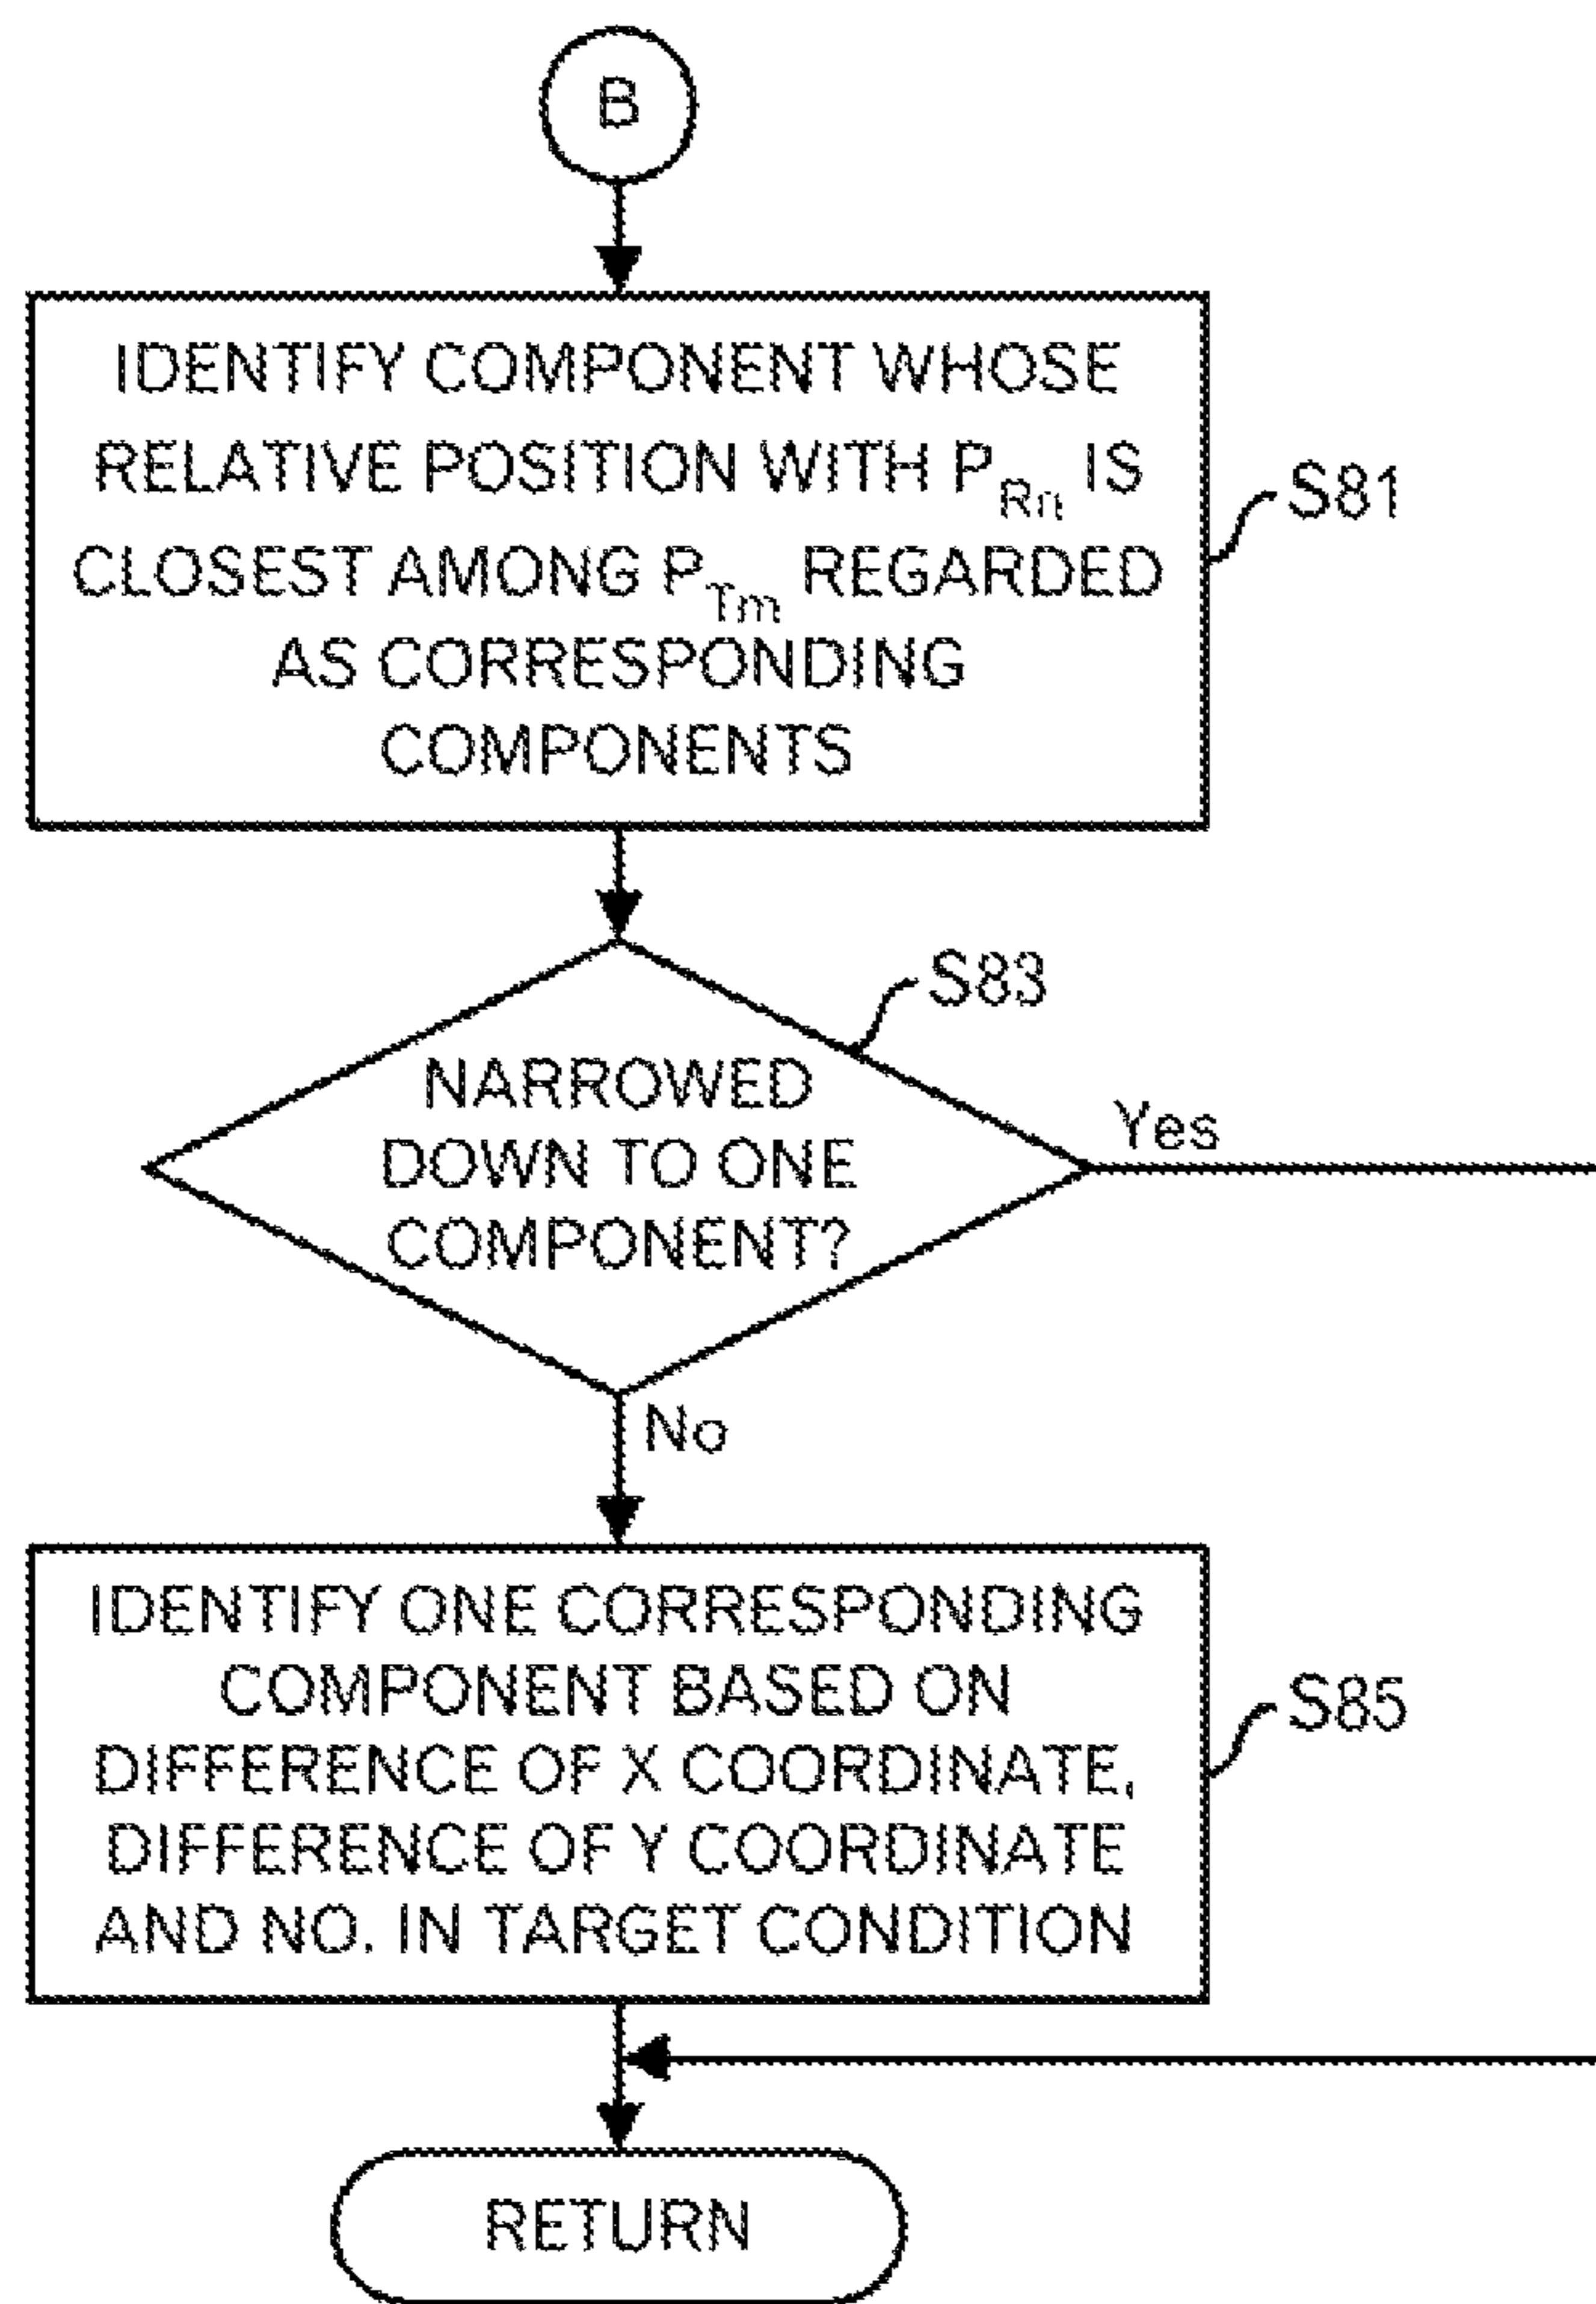 B
IDENTIFY COMPONENT WHOSE
RELATIVE POSITION WITH P_Rn IS
CLOSEST AMONG P_Tm REGARDED
AS CORRESPONDING
COMPONENTS
S81
S83
NARROWED
DOWN TO ONE
COMPONENT?
Yes
No
IDENTIFY ONE CORRESPONDING
COMPONENT BASED ON
DIFFERENCE OF X COORDINATE,
DIFFERENCE OF Y COORDINATE
AND NO. IN TARGET CONDITION
S85
RETURN